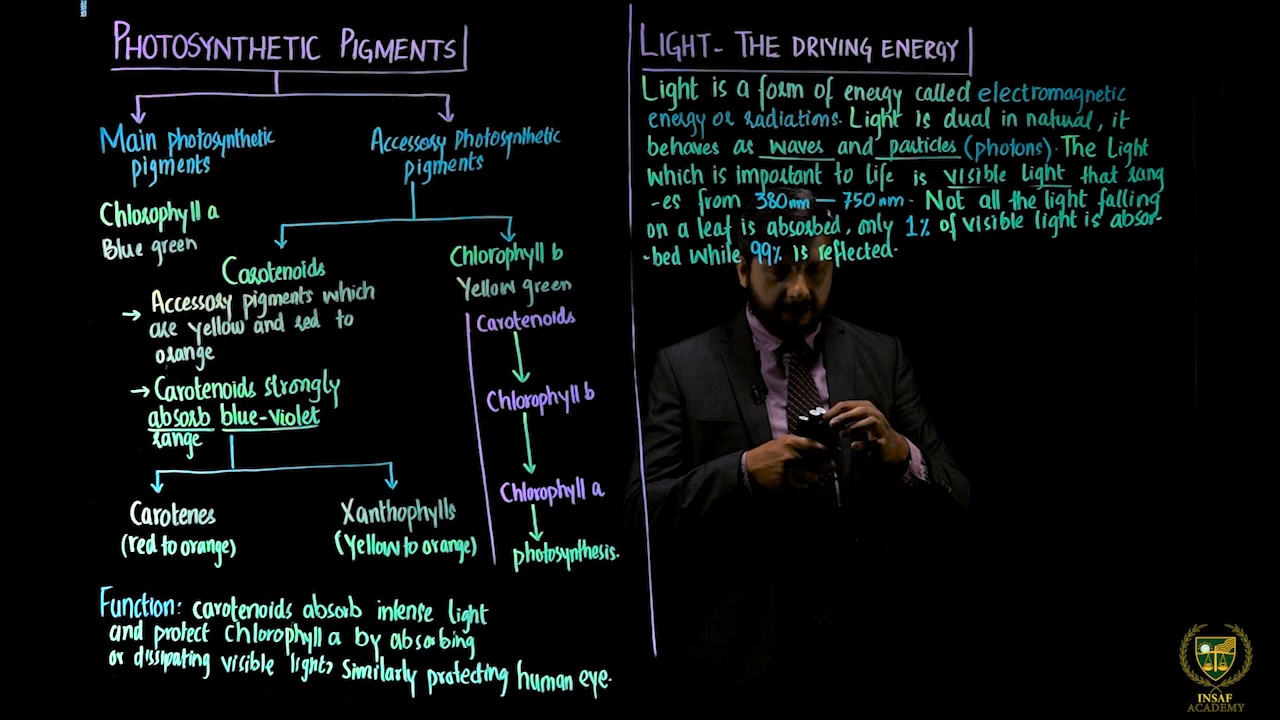 PHOTOSYNTHETIC PIGMENTS
Main photosynthetic
pigments
Chlorophyll a
Blue green
Accessory Photosynthetic
pigments
Carotenoids
→ Accessory pigments which
are yellow and red to
orange
→ Carotenoids strongly
absorb blue-violet
range
Carotenes
(red to orange)
Xanthophylls
(Yellow to orange)
Chlorophyll b
Yellow green
Carotenoids
Chlorophyll b
Chlorophyll a
photosynthesis.
Function: carotenoids absorb intense light
and protect chlorophyll a by absorbing
or dissipating visible light, similarly protecting human eye.
LIGHT- THE DRIVING ENERGY
Light is a form of energy called electromagnetic
energy or radiations. Light is dual in natural, it
behaves as waves and particles (photons). The Light
which is important to life is visible light that rang
-es from 380nm — 750nm. Not all the light falling
on a leaf is absorbed, only 1% of visible light is absor-
-bed while 99% is reflected.
INSAF
ACADEMY